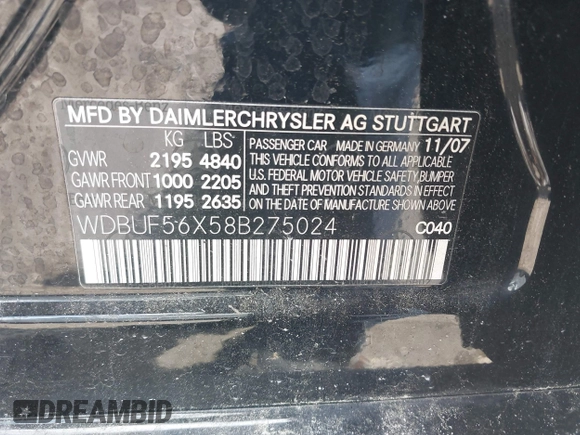 MFD BY DAIMLERCHRYSLER AG STUTTGART
KG LBS
GVWR 2195 4840
GAWR FRONT 1000 2205
GAWR REAR 1195 2635
PASSENGER CAR MADE IN GERMANY 11/07
THIS VEHICLE CONFORMS TO ALL APPLICABLE
U.S. FEDERAL MOTOR VEHICLE SAFETY, BUMPER
AND THEFT PREVENTION STANDARDS IN EFFECT
ON THE DATE OF MANUFACTURE SHOWN ABOVE.
WDBUF56X58B275024 C040
DREAMBID